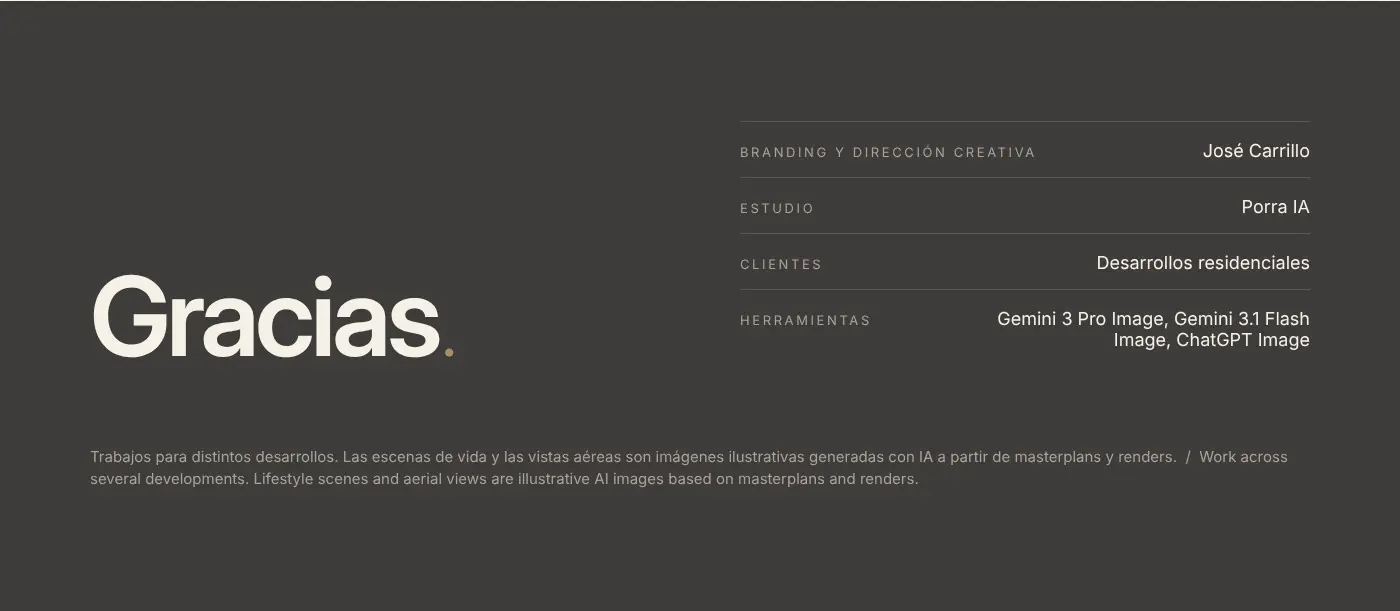 BRANDING Y DIRECCIÓN CREATIVA
José Carrillo
ESTUDIO
Porra IA
CLIENTES
Desarrollos residenciales
HERRAMIENTAS
Gemini 3 Pro Image, Gemini 3.1 Flash
Image, ChatGPT Image
Gracias.
Trabajos para distintos desarrollos. Las escenas de vida y las vistas aéreas son imágenes ilustrativas generadas con IA a partir de masterplans y renders. / Work across
several developments. Lifestyle scenes and aerial views are illustrative AI images based on masterplans and renders.